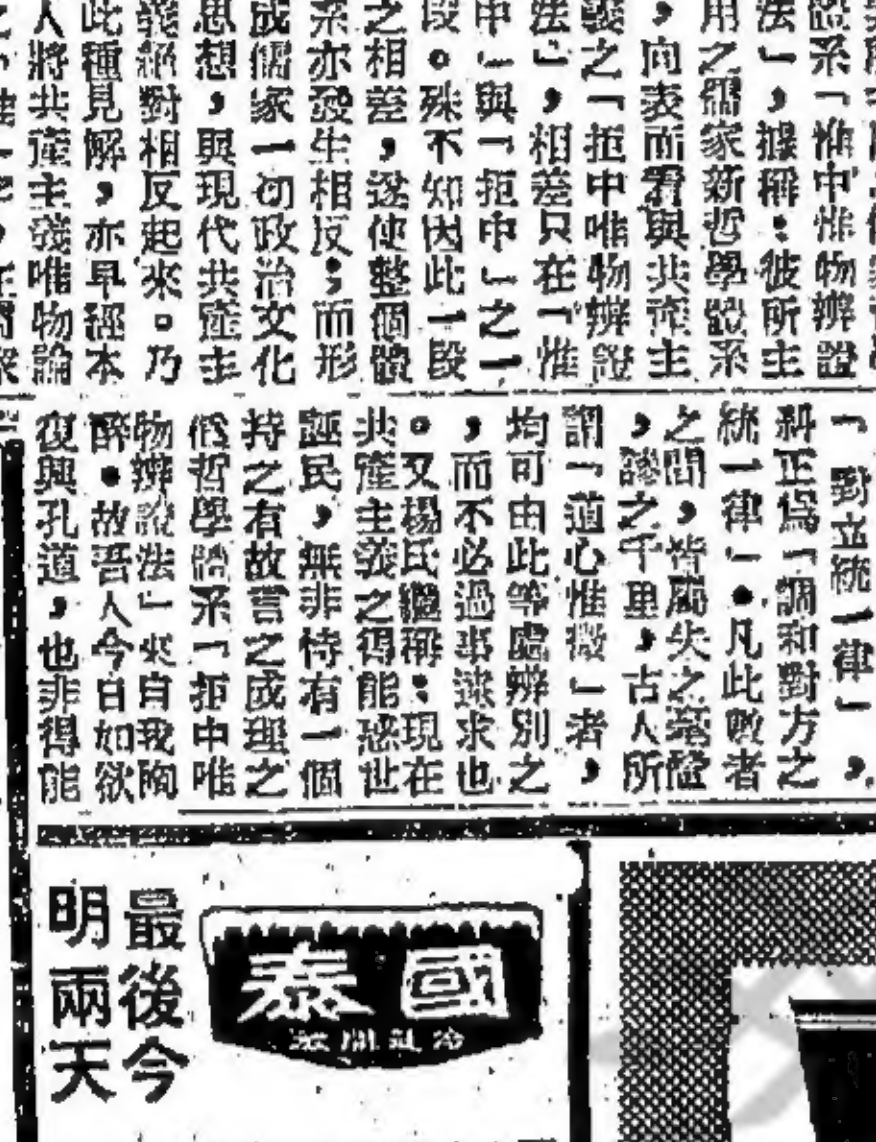 證系「惟中惟物辨證
法」，據稱：彼所主
用之儒家新哲學體系
，向表面看與共產主
義之「拒中唯物辨證
法」，相差只在「惟
中」與「拒中」之一
段。殊不知因此一段
之相差，遂使整個體
系亦發生相反；而形
成儒家一切政治文化
思想，與現代共產主
義絕對相反起來。乃
此種見解，亦早經本
人將共產主義唯物論
「對立統一律」，
糾正爲「調和對方之
統一律」。凡此數者
之間，皆屬失之毫釐
，謬之千里，古人所
謂「道心惟微」者，
均可由此等處辨別之
，而不必過事遠求也
。又楊氏繼稱：現在
共產主義之得能惑世
誣民，無非恃有一個
持之有故言之成理之
僞哲學體系「拒中唯
物辨證法」來自我陶
醉。故吾人今日如欲
復興孔道，也非得能
最後今
明兩天
國泰